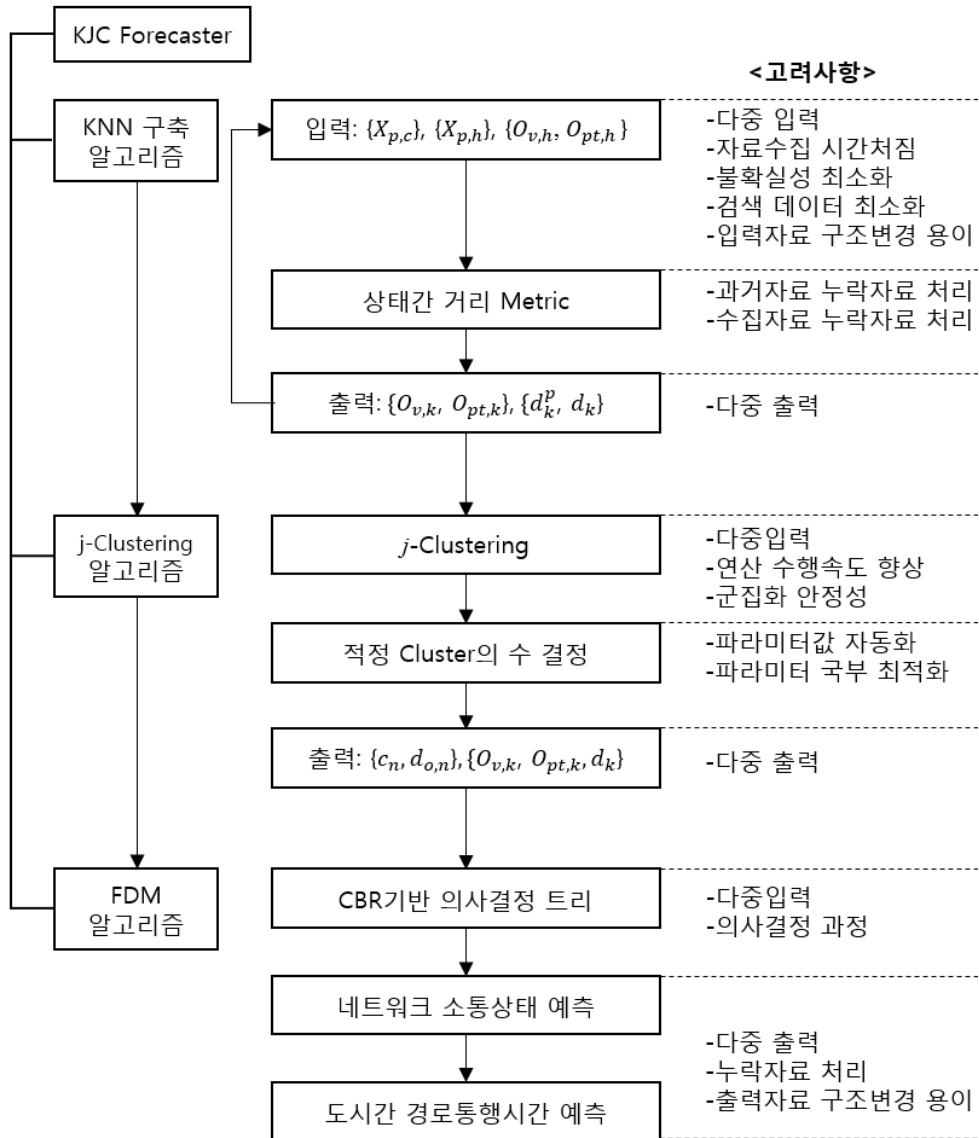 KJC Forecaster
<고려사항>
KNN 구축
알고리즘
입력: {X_{p,c}}, {X_{p,h}}, {O_{v,h}, O_{pt,h}}
-다중 입력
-자료수집 시간처짐
-불확실성 최소화
-검색 데이터 최소화
-입력자료 구조변경 용이
상태간 거리 Metric
-과거자료 누락자료 처리
-수집자료 누락자료 처리
출력: {O_{v,k}, O_{pt,k}}, {d_k^p, d_k}
-다중 출력
j-Clustering
알고리즘
j-Clustering
-다중입력
-연산 수행속도 향상
-군집화 안정성
적정 Cluster의 수 결정
-파라미터값 자동화
-파라미터 국부 최적화
출력: {c_n, d_{o,n}}, {O_{v,k}, O_{pt,k}, d_k}
-다중 출력
FDM
알고리즘
CBR기반 의사결정 트리
-다중입력
-의사결정 과정
네트워크 소통상태 예측
-다중 출력
-누락자료 처리
-출력자료 구조변경 용이
도시간 경로통행시간 예측